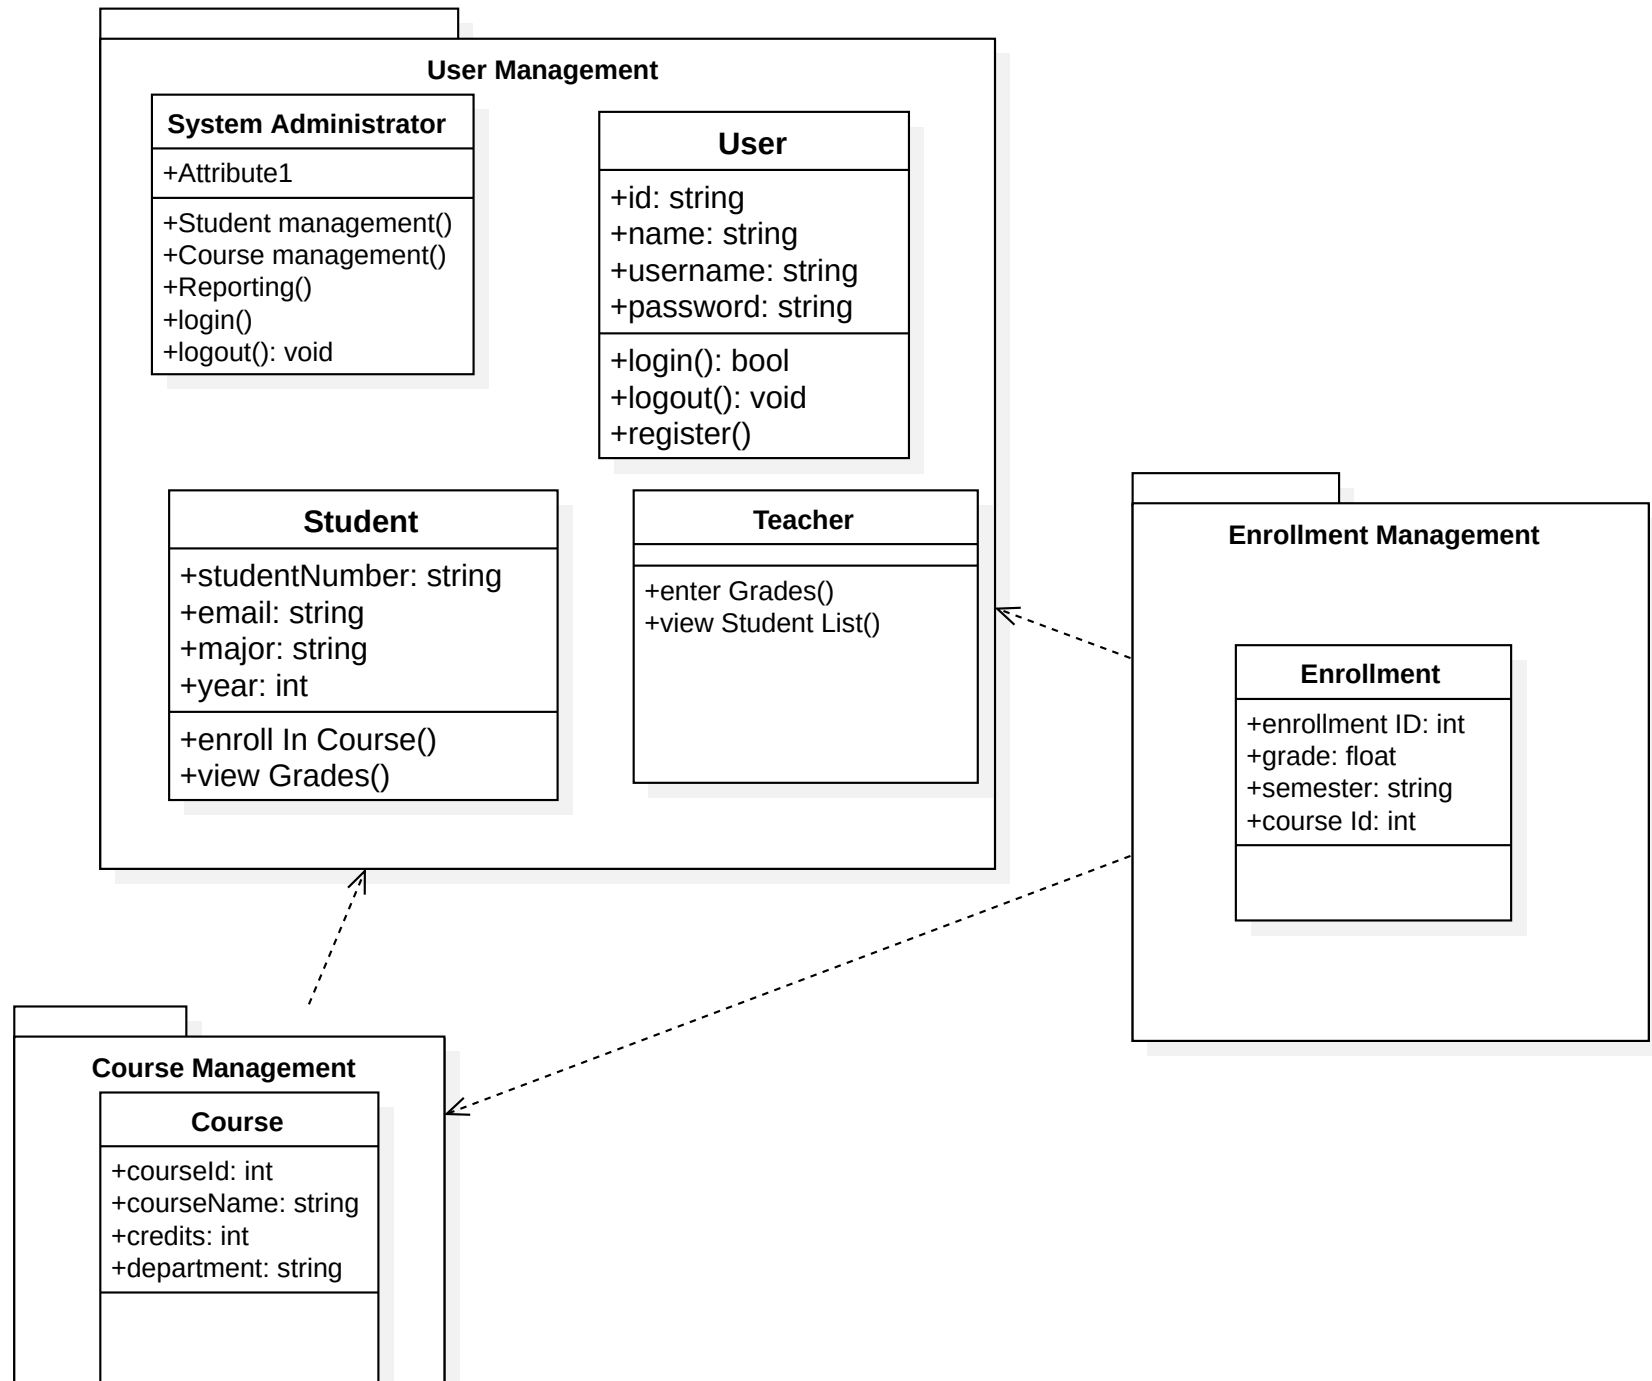 User Management
System Administrator
+Attribute1
+Student management()
+Course management()
+Reporting()
+login()
+logout(): void
User
+id: string
+name: string
+username: string
+password: string
+login(): bool
+logout(): void
+register()
Student
+studentNumber: string
+email: string
+major: string
+year: int
+enroll In Course()
+view Grades()
Teacher
+enter Grades()
+view Student List()
Enrollment Management
Enrollment
+enrollment ID: int
+grade: float
+semester: string
+course Id: int
Course Management
Course
+courseId: int
+courseName: string
+credits: int
+department: string